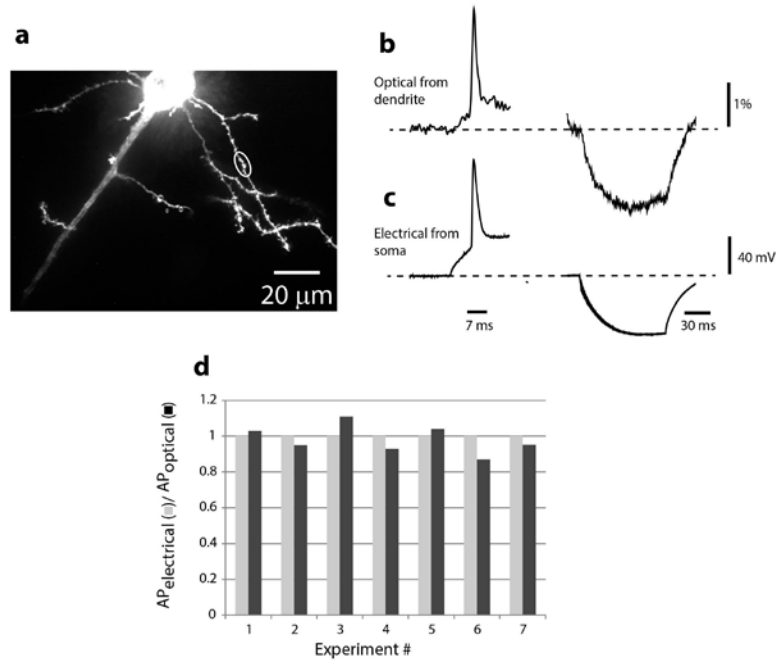 a
20 μm
b
Optical from
dendrite
1%
c
Electrical from
soma
40 mV
7 ms
30 ms
d
APelectrical (■)/ APoptical (■)
1.2
1
0.8
0.6
0.4
0.2
0
1 2 3 4 5 6 7
Experiment #